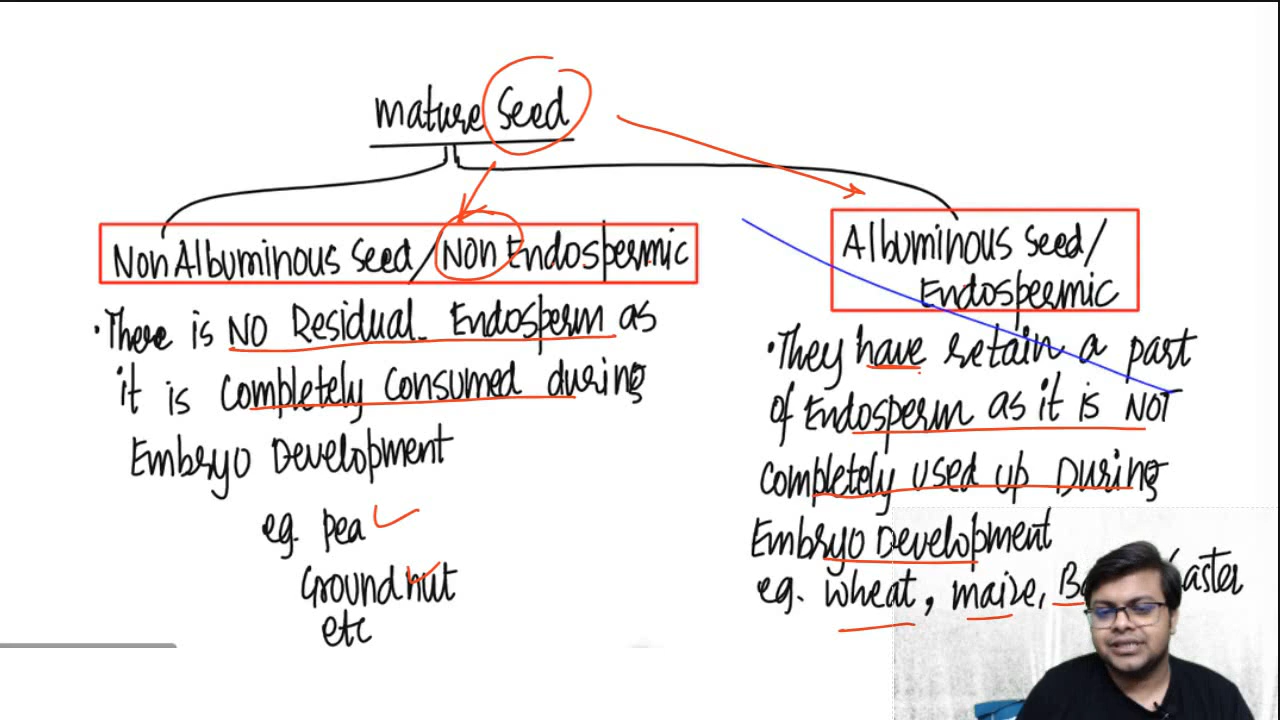 mature Seed
Non Albuminous Seed/Non Endospermic
• There is NO Residual Endosperm as
it is Completely Consumed during
Embryo Development
eg. pea
Groundnut
etc
Albuminous Seed/
Endospermic
• They have retain a part
of Endosperm as it is NOT
Completely used up During
Embryo Development
eg. wheat, maize,